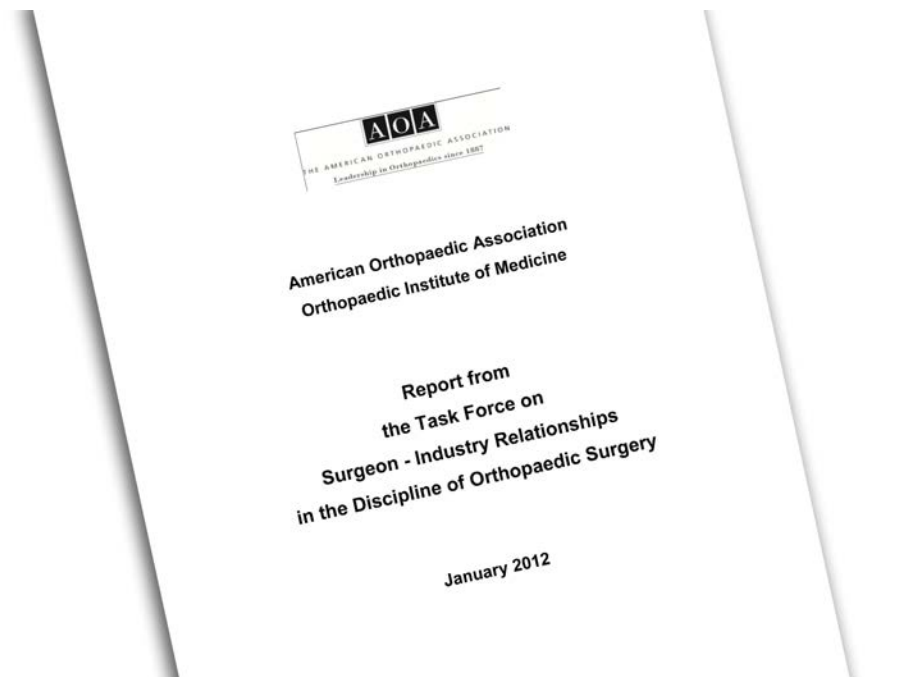 AOA
THE AMERICAN ORTHOPAEDIC ASSOCIATION
Leadership in Orthopaedics since 1887
American Orthopaedic Association
Orthopaedic Institute of Medicine
Report from
the Task Force on
Surgeon - Industry Relationships
in the Discipline of Orthopaedic Surgery
January 2012